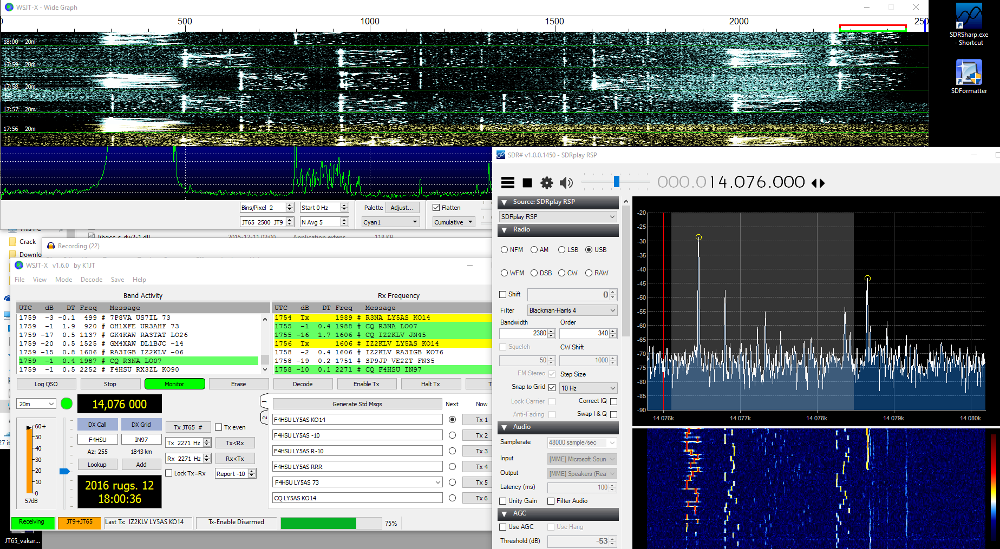 WSJT-X - Wide Graph
500 1000 1500 2000 250
18:00 20m
17:59 20m
17:58 20m
17:57 20m
17:56 20m
SDRSharp.exe
- Shortcut
SDFormatter
Bins/Pixel 2 Start 0 Hz Palette Adjust... Flatten
JT65 2500 JT9 N Avg 5 Cyan1 Cumulative
This PC
libgcc_s_dw2-1.dll 2015-12-11 02:00 Application extens 118 KB
Crack
Downlo
Recording (22)
WSJT-X v1.6.0 by K1JT
File View Mode Decode Save Help
Band Activity
UTC dB DT Freq Message
1759 -3 -0.1 499 # 7P8VA US7IL 73
1759 -1 1.9 920 # OH1XFE UR3AHF 73
1759 -17 0.5 1137 # GK4KAW RA3TAT LO26
1759 -20 0.5 1525 # GM4XAW DL1BJC -14
1759 -15 0.8 1606 # RA3IGB IZ2KLV -06
1759 -1 0.4 1987 # CQ R3NA LO07
1759 -1 0.5 2252 # F4HSU RX3ZL KO90
Rx Frequency
UTC dB DT Freq Message
1754 Tx 1989 # R3NA LY5AS KO14
1755 -1 0.4 1988 # CQ R3NA LO07
1755 -16 1.7 1606 # CQ IZ2KLV JN45
1756 Tx 1606 # IZ2KLV LY5AS KO14
1758 -2 0.4 1606 # IZ2KLV RA3IGB KO76
1758 -19 0.2 1751 # SP9JP VE2ZT FN35
1758 -10 0.1 2271 # CQ F4HSU IN97
Log QSO Stop Monitor Erase Decode Enable Tx Halt Tx T
20m 14,076 000
DX Call DX Grid
F4HSU IN97
Az: 255 1843 km
Lookup Add
2016 rugs. 12
18:00:36
Tx JT65 # Tx even
Tx 2271 Hz Tx<Rx
Rx 2271 Hz Rx<Tx
Lock Tx=Rx Report -10
60+
50
40
30
20
10
0
57dB
1
2
Generate Std Msgs Next Now
F4HSU LY5AS KO14 Tx 1
F4HSU LY5AS -10 Tx 2
F4HSU LY5AS R-10 Tx 3
F4HSU LY5AS RRR Tx 4
F4HSU LY5AS 73 Tx 5
CQ LY5AS KO14 Tx 6
Receiving JT9+JT65 Last Tx: IZ2KLV LY5AS KO14 Tx-Enable Disarmed 75%
27 it
JT65_vakar...
SDR# v1.0.0.1450 - SDRplay RSP
000.014.076.000
Source: SDRplay RSP
SDRplay RSP
Radio
NFM AM LSB USB
WFM DSB CW RAW
Shift 0
Filter Blackman-Harris 4
Bandwidth Order
2380 340
Squelch CW Shift
50 1000
FM Stereo Step Size
Snap to Grid 10 Hz
Lock Carrier Correct IQ
Anti-Fading Swap I & Q
Audio
Samplerate 48000 sample/sec
Input [MME] Microsoft Soun
Output [MME] Speakers (Rea
Latency (ms) 100
Unity Gain Filter Audio
AGC
Use AGC Use Hang
Threshold (dB) -53
-20
-25
-30
-35
-40
-45
-50
-55
-60
-65
-70
-75
-80
-85
-90
14 076k 14 077k 14 078k 14 079k 14 080k